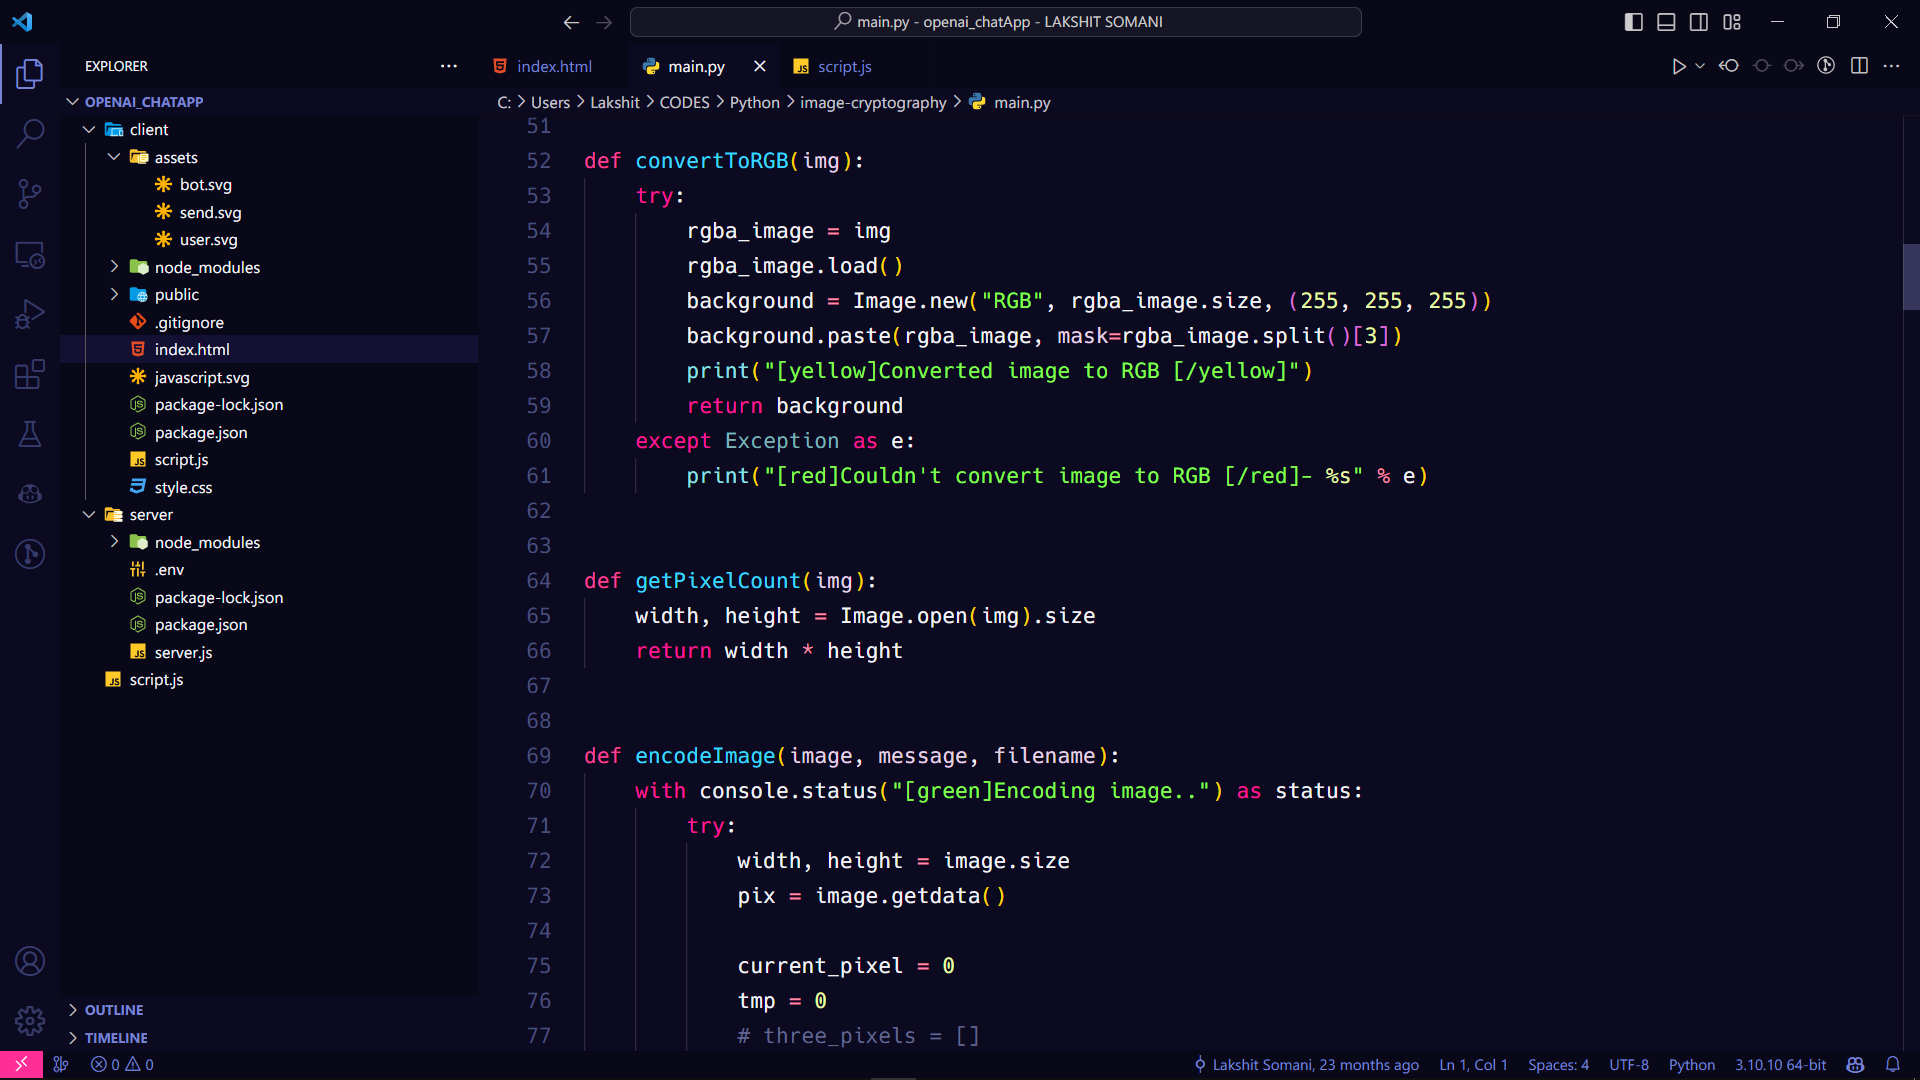 main.py - openai_chatApp - LAKSHIT SOMANI
EXPLORER
index.html
main.py
script.js
OPENAI_CHATAPP
C: > Users > Lakshit > CODES > Python > image-cryptography > main.py
client
assets
bot.svg
send.svg
user.svg
node_modules
public
.gitignore
index.html
javascript.svg
package-lock.json
package.json
script.js
style.css
server
node_modules
.env
package-lock.json
package.json
server.js
script.js
OUTLINE
TIMELINE
51
52 def convertToRGB(img):
53     try:
54         rgba_image = img
55         rgba_image.load()
56         background = Image.new("RGB", rgba_image.size, (255, 255, 255))
57         background.paste(rgba_image, mask=rgba_image.split()[3])
58         print("[yellow]Converted image to RGB [/yellow]")
59         return background
60     except Exception as e:
61         print("[red]Couldn't convert image to RGB [/red]- %s" % e)
62
63
64 def getPixelCount(img):
65     width, height = Image.open(img).size
66     return width * height
67
68
69 def encodeImage(image, message, filename):
70     with console.status("[green]Encoding image..") as status:
71         try:
72             width, height = image.size
73             pix = image.getdata()
74
75             current_pixel = 0
76             tmp = 0
77             # three_pixels = []
0 0
Lakshit Somani, 23 months ago
Ln 1, Col 1
Spaces: 4
UTF-8
Python
3.10.10 64-bit